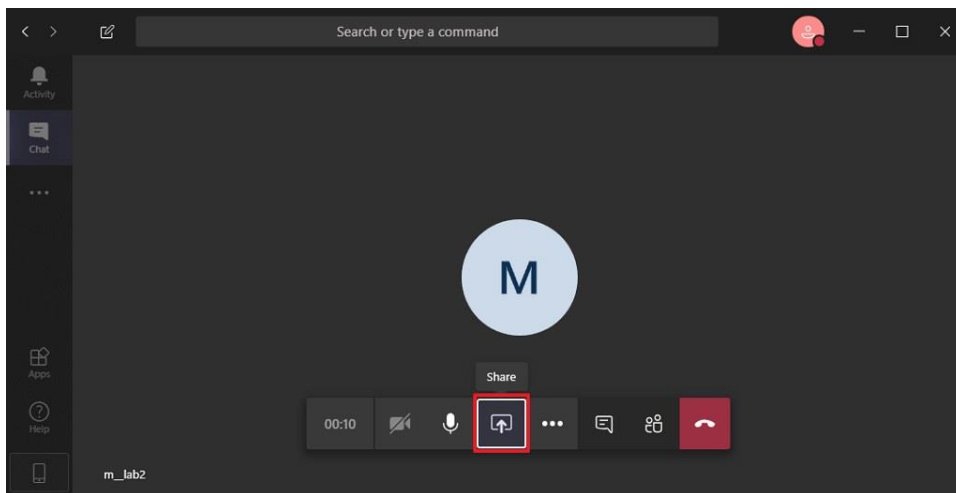 Search or type a command
Activity
Chat
M
Apps
Share
Help
00:10
m__lab2